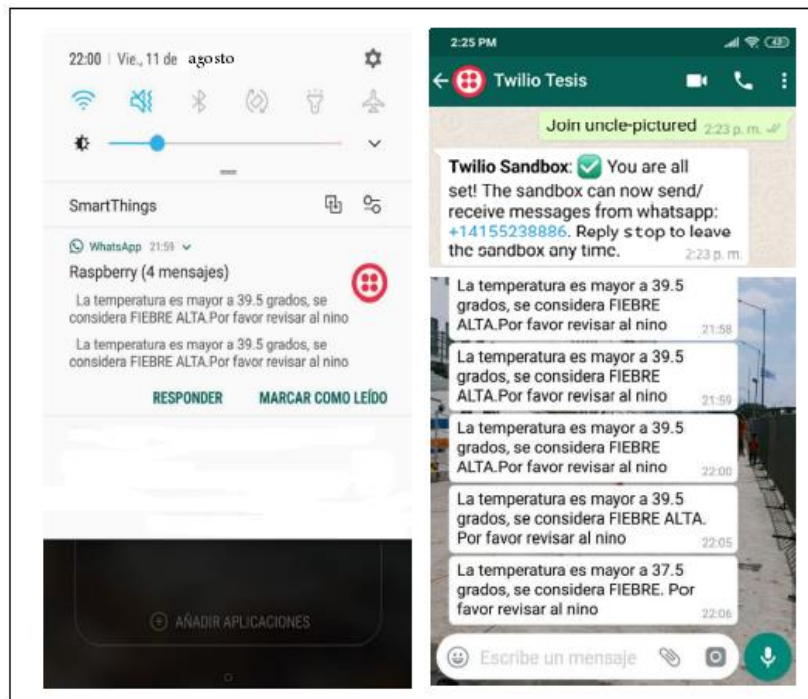 22:00 | Vie., 11 de agosto
SmartThings
WhatsApp 21:59
Raspberry (4 mensajes)
La temperatura es mayor a 39.5 grados, se
considera FIEBRE ALTA.Por favor revisar al nino
La temperatura es mayor a 39.5 grados, se
considera FIEBRE ALTA.Por favor revisar al nino
RESPONDER MARCAR COMO LEÍDO
AÑADIR APLICACIONES
2:25 PM
Twilio Tesis
Join uncle-pictured 2:23 p. m.
Twilio Sandbox: ✅ You are all
set! The sandbox can now send/
receive messages from whatsapp:
+14155238886. Reply stop to leave
the sandbox any time. 2:23 p. m.
La temperatura es mayor a 39.5
grados, se considera FIEBRE
ALTA.Por favor revisar al nino 21:58
La temperatura es mayor a 39.5
grados, se considera FIEBRE
ALTA.Por favor revisar al nino 21:59
La temperatura es mayor a 39.5
grados, se considera FIEBRE
ALTA.Por favor revisar al nino 22:00
La temperatura es mayor a 39.5
grados, se considera FIEBRE ALTA.
Por favor revisar al nino 22:05
La temperatura es mayor a 37.5
grados, se considera FIEBRE. Por
favor revisar al nino 22:06
Escribe un mensaje